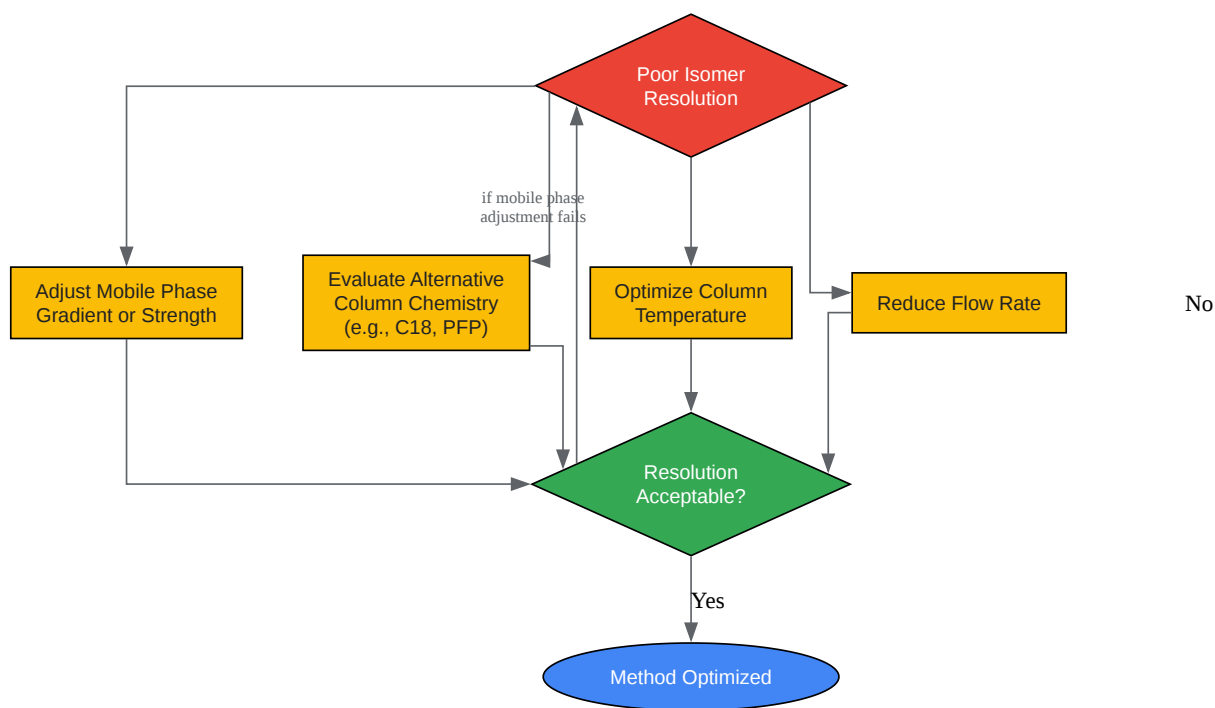 Poor Isomer
Resolution
if mobile phase
adjustment fails
Adjust Mobile Phase
Gradient or Strength
Evaluate Alternative
Column Chemistry
(e.g., C18, PFP)
Optimize Column
Temperature
Reduce Flow Rate
No
Resolution
Acceptable?
Yes
Method Optimized